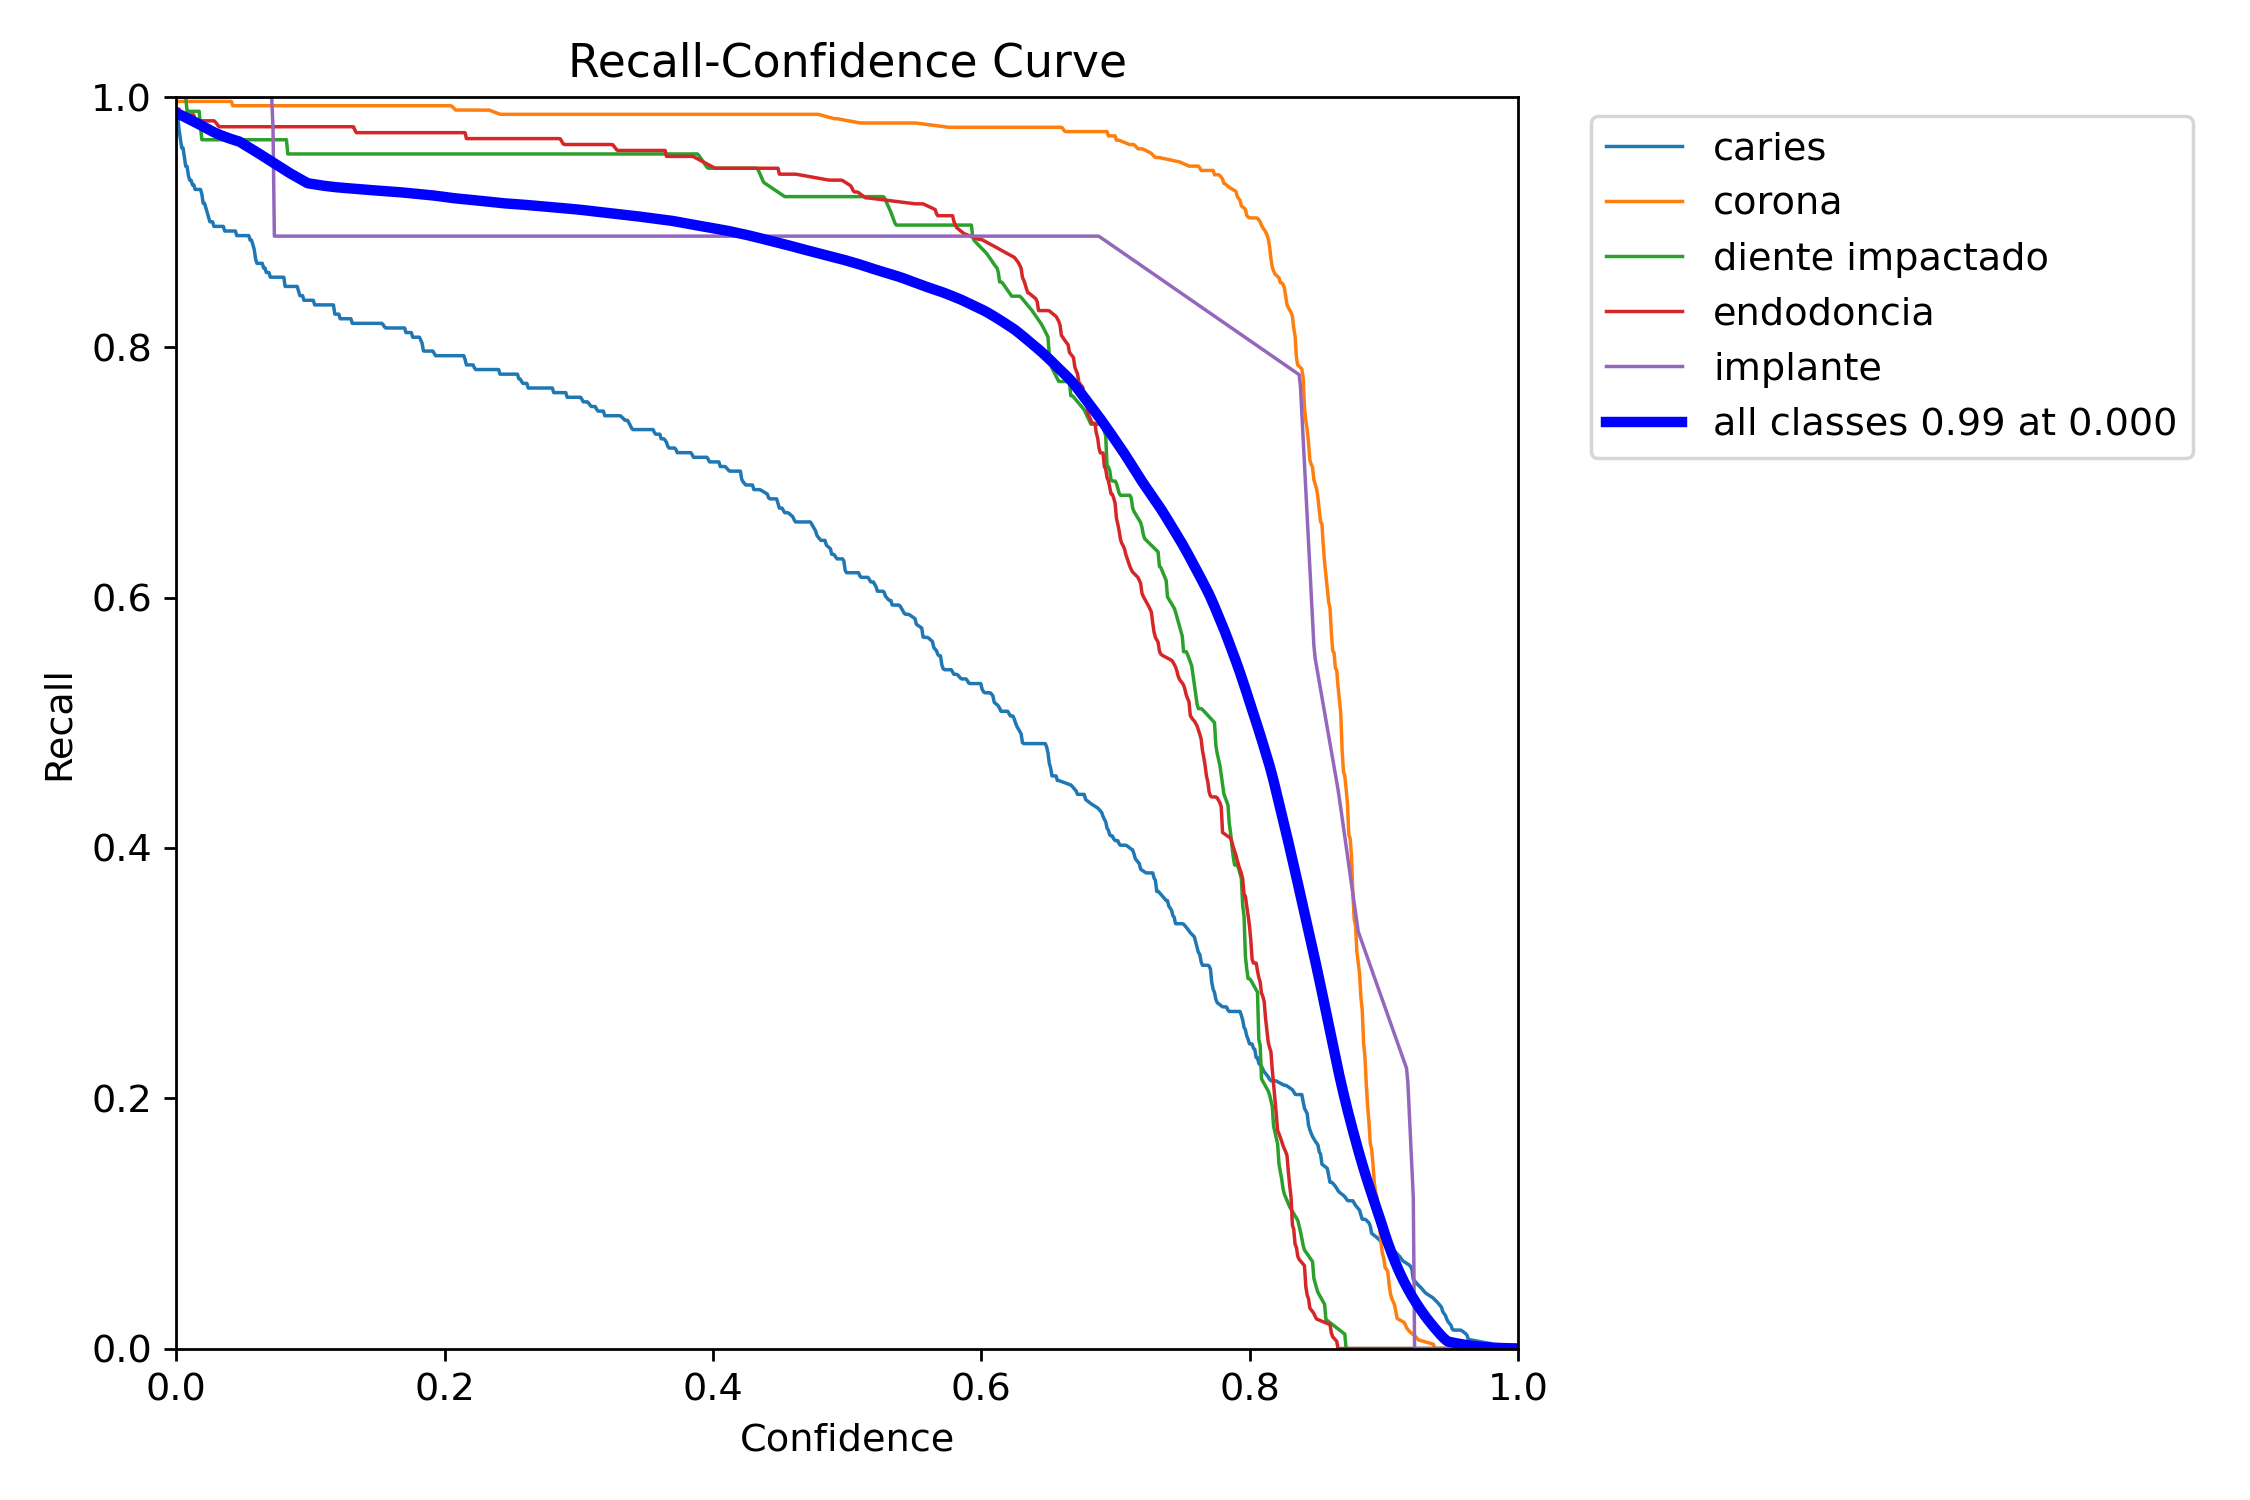 Recall-Confidence Curve
1.0
0.8
0.6
0.4
0.2
0.0
Recall
0.0 0.2 0.4 0.6 0.8 1.0
Confidence
caries
corona
diente impactado
endodoncia
implante
all classes 0.99 at 0.000